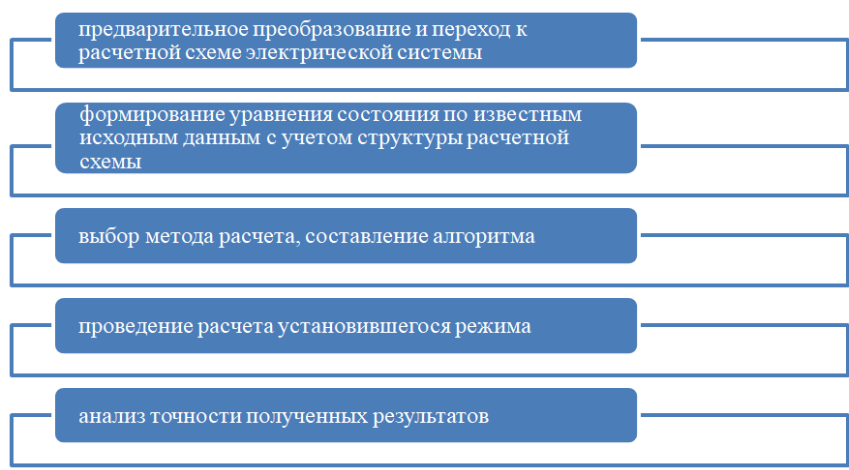 предварительное преобразование и переход к
расчетной схеме электрической системы
формирование уравнения состояния по известным
исходным данным с учетом структуры расчетной
схемы
выбор метода расчета, составление алгоритма
проведение расчета установившегося режима
анализ точности полученных результатов